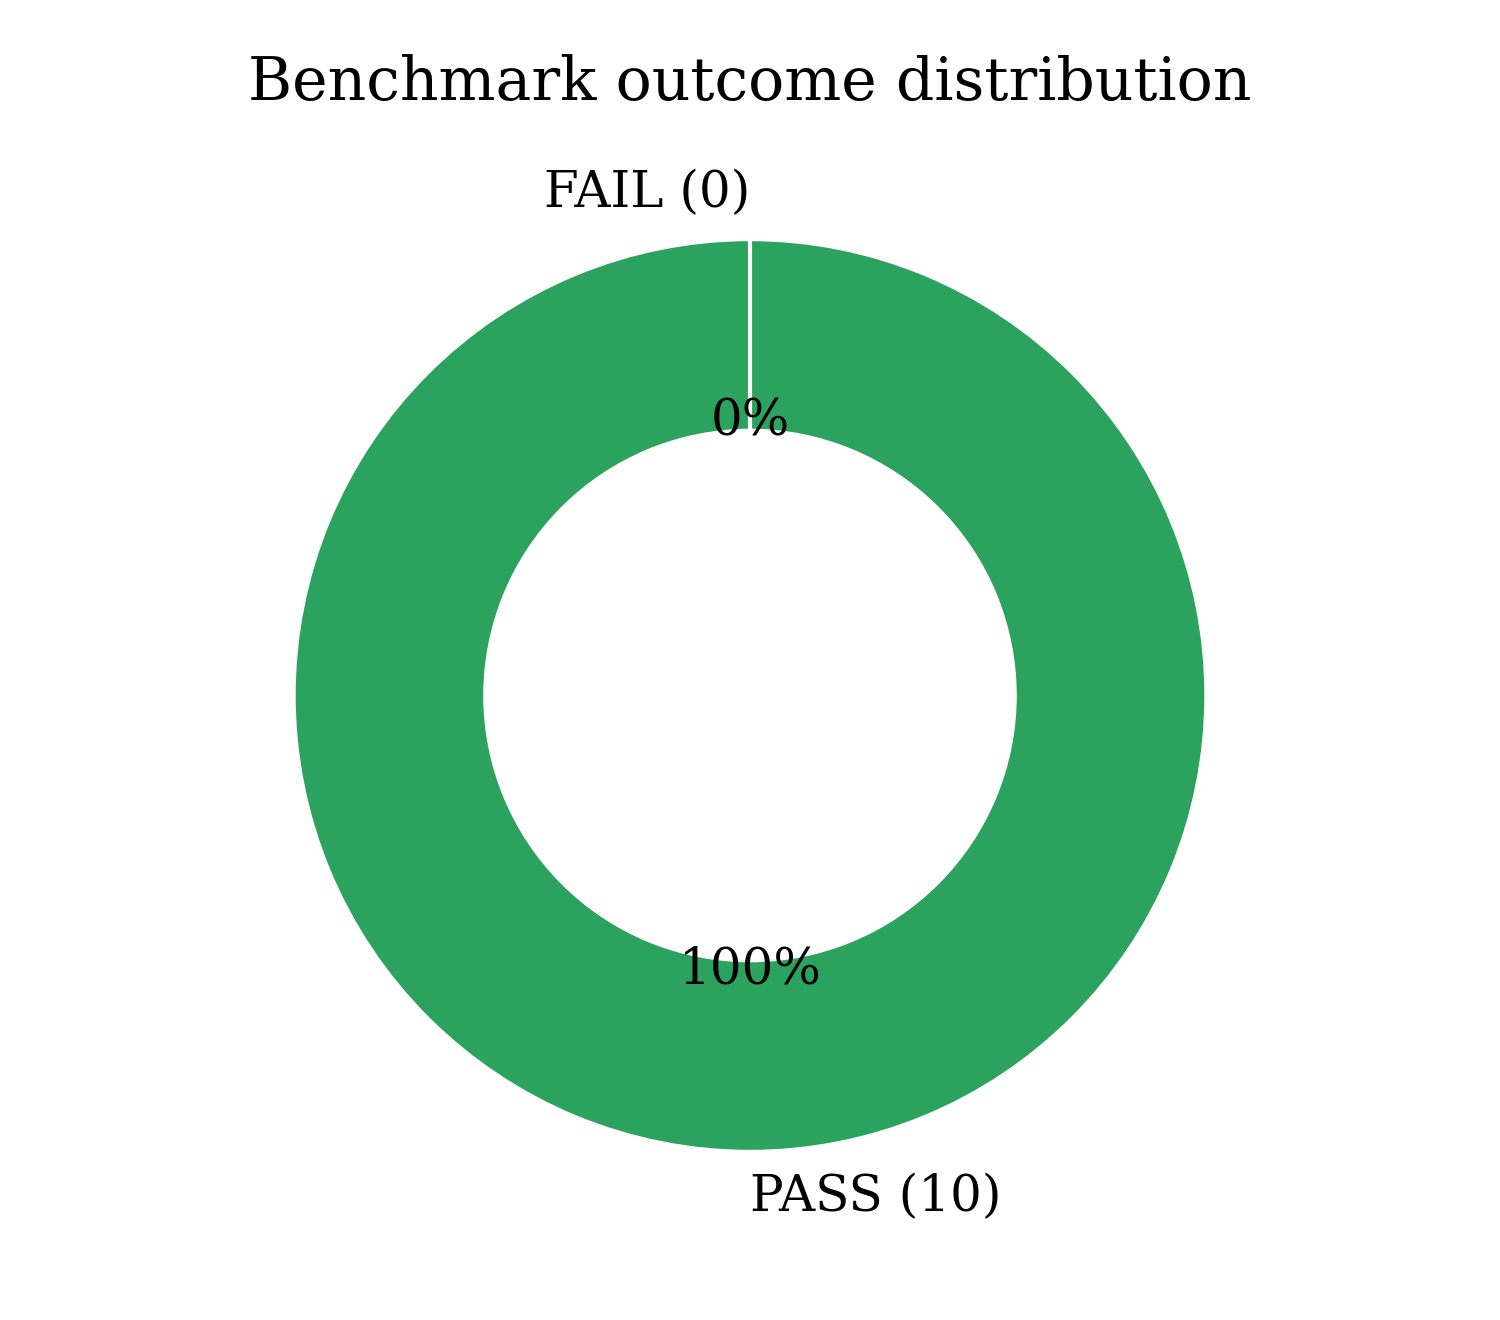 Benchmark outcome distribution
FAIL (0)
0%
100%
PASS (10)